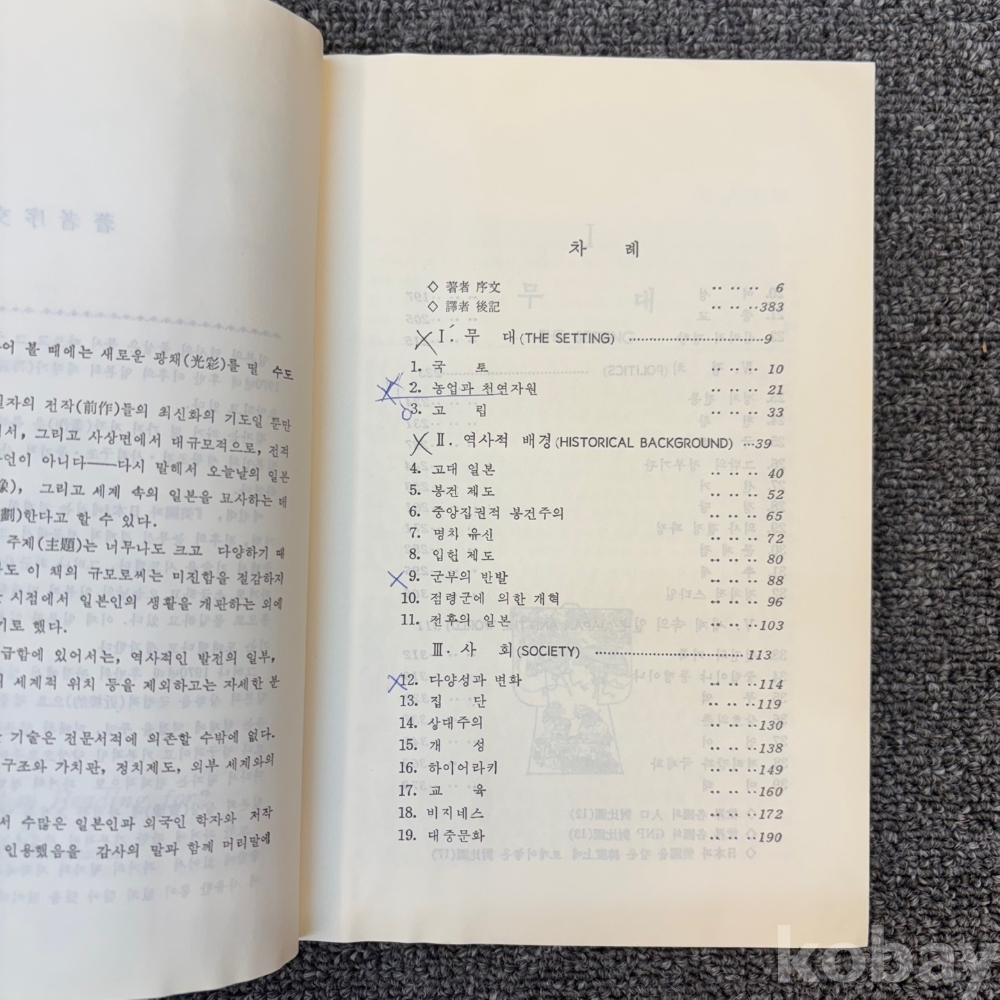 著者序文
어 볼 때에는 새로운 광채(光彩)를 띨 수도
필자의 전작(前作)들의 최신화의 기도일 뿐만
에서, 그리고 사상면에서 대규모적으로, 전적
언이 아니다——다시 말해서 오늘날의 일본
像), 그리고 세계 속의 일본을 묘사하는 데
劃)한다고 할 수 있다.
주제(主題)는 너무나도 크고 다양하기 때
도 이 채의 규모로써는 미진함을 절감하지
한 시점에서 일본인의 생활을 개판하는 외에
기로 했다.
급함에 있어서는, 역사적인 발전의 일부,
의 세계적 위치 등을 제외하고는 자세한 분
한 기술은 전문서적에 의존할 수밖에 없다.
구조와 가치관, 정치제도, 외부 세계와의
서 수많은 일본인과 외국인 학자와 저작
인용했음을 감사의 말과 함께 머리말에
차 례
◇ 著者 序文 ‥ ‥ ‥ 6
◇ 譯者 後記 ‥ ‥ ‥383
Ⅰ. 무 대(THE SETTING) ……………………9
1. 국 토 ‥ ‥ ‥ 10
2. 농업과 천연자원 ‥ ‥ ‥ 21
3. 고 립 ‥ ‥ ‥ 33
Ⅱ. 역사적 배경(HISTORICAL BACKGROUND) …39
4. 고대 일본 ‥ ‥ ‥ 40
5. 봉건 제도 ‥ ‥ ‥ 52
6. 중앙집권적 봉건주의 ‥ ‥ ‥ 65
7. 명차 유신 ‥ ‥ ‥ 72
8. 입헌 제도 ‥ ‥ ‥ 80
9. 군부의 반발 ‥ ‥ ‥ 88
10. 점령군에 의한 개혁 ‥ ‥ ‥ 96
11. 전후의 일본 ‥ ‥ ‥103
Ⅲ. 사 회(SOCIETY) ……………………113
12. 다양성과 변화 ‥ ‥ ‥114
13. 집 단 ‥ ‥ ‥119
14. 상대주의 ‥ ‥ ‥130
15. 개 성 ‥ ‥ ‥138
16. 하이어라키 ‥ ‥ ‥149
17. 교 육 ‥ ‥ ‥160
18. 비지네스 ‥ ‥ ‥172
19. 대중문화 ‥ ‥ ‥190
kobay